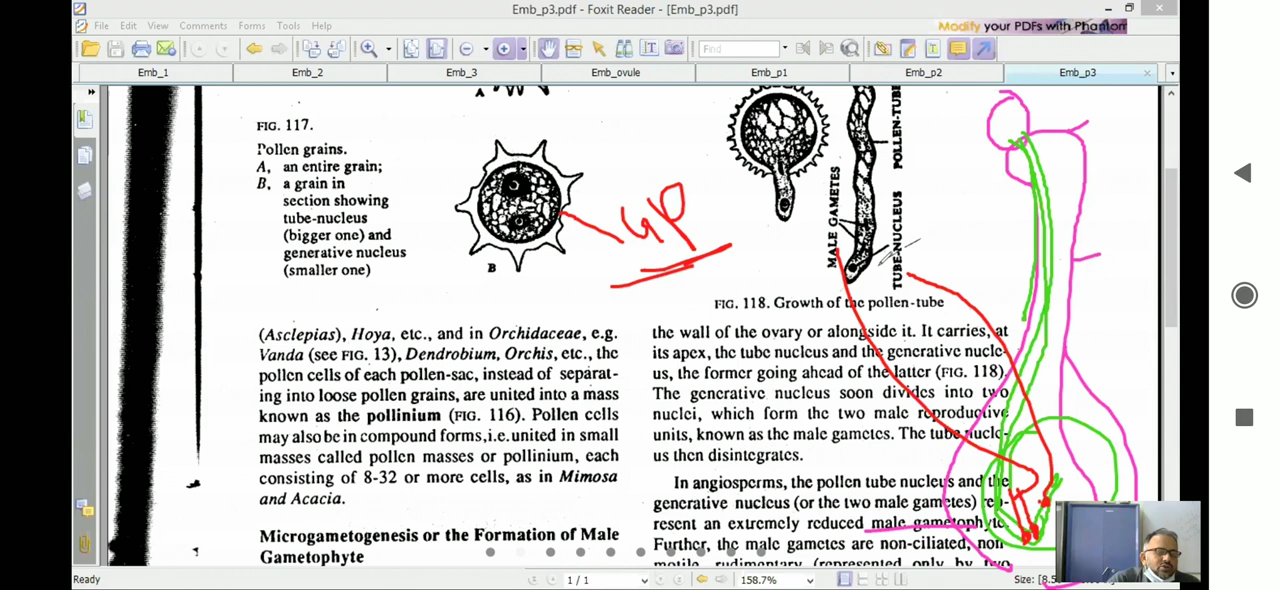 Emb_p3.pdf - Foxit Reader - [Emb_p3.pdf]
File Edit View Comments Forms Tools Help
Modify your PDFs with Phantom
Find
Emb_1 Emb_2 Emb_3 Emb_ovule Emb_p1 Emb_p2 Emb_p3
A
FIG. 117.
Pollen grains.
A, an entire grain;
B, a grain in
section showing
tube-nucleus
(bigger one) and
generative nucleus
(smaller one)
B
MALE GAMETES
TUBE-NUCLEUS POLLEN-TUBE
FIG. 118. Growth of the pollen-tube
(Asclepias), Hoya, etc., and in Orchidaceae, e.g.
Vanda (see FIG. 13), Dendrobium, Orchis, etc., the
pollen cells of each pollen-sac, instead of separat-
ing into loose pollen grains, are united into a mass
known as the pollinium (FIG. 116). Pollen cells
may also be in compound forms, i.e. united in small
masses called pollen masses or pollinium, each
consisting of 8-32 or more cells, as in Mimosa
and Acacia.
Microgametogenesis or the Formation of Male
Gametophyte
the wall of the ovary or alongside it. It carries, at
its apex, the tube nucleus and the generative nucle-
us, the former going ahead of the latter (FIG. 118).
The generative nucleus soon divides into two
nuclei, which form the two male reproductive
units, known as the male gametes. The tube nucle-
us then disintegrates.
In angiosperms, the pollen tube nucleus and the
generative nucleus (or the two male gametes) rep-
resent an extremely reduced male gametophyte.
Further, the male gametes are non-ciliated, non-
motile, rudimentary (represented only by two
Ready
1 / 1
158.7%
Size: [8.5